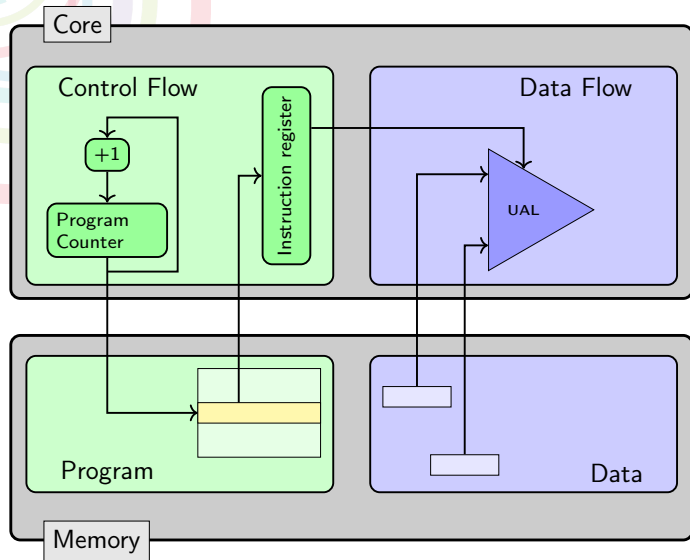 Core
Control Flow
Data Flow
+1
Program
Counter
Instruction register
UAL
Program
Data
Memory